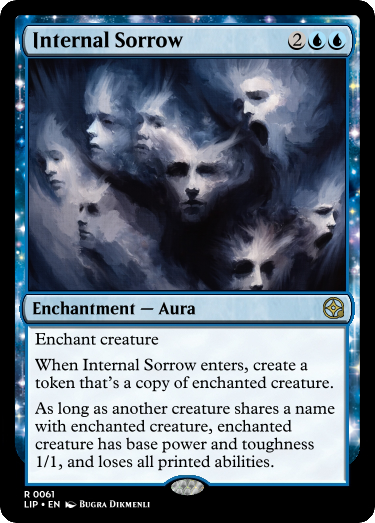 Internal Sorrow 2
Enchantment — Aura
Enchant creature
When Internal Sorrow enters, create a
token that's a copy of enchanted creature.
As long as another creature shares a name
with enchanted creature, enchanted
creature has base power and toughness
1/1, and loses all printed abilities.
R 0061
LIP • EN Bugra Dikmenli